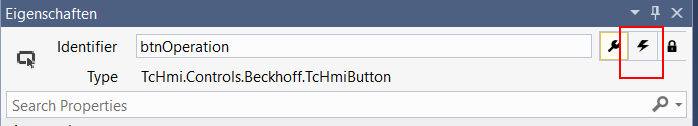 Eigenschaften
Identifier btnOperation
Type TcHmi.Controls.Beckhoff.TcHmiButton
Search Properties